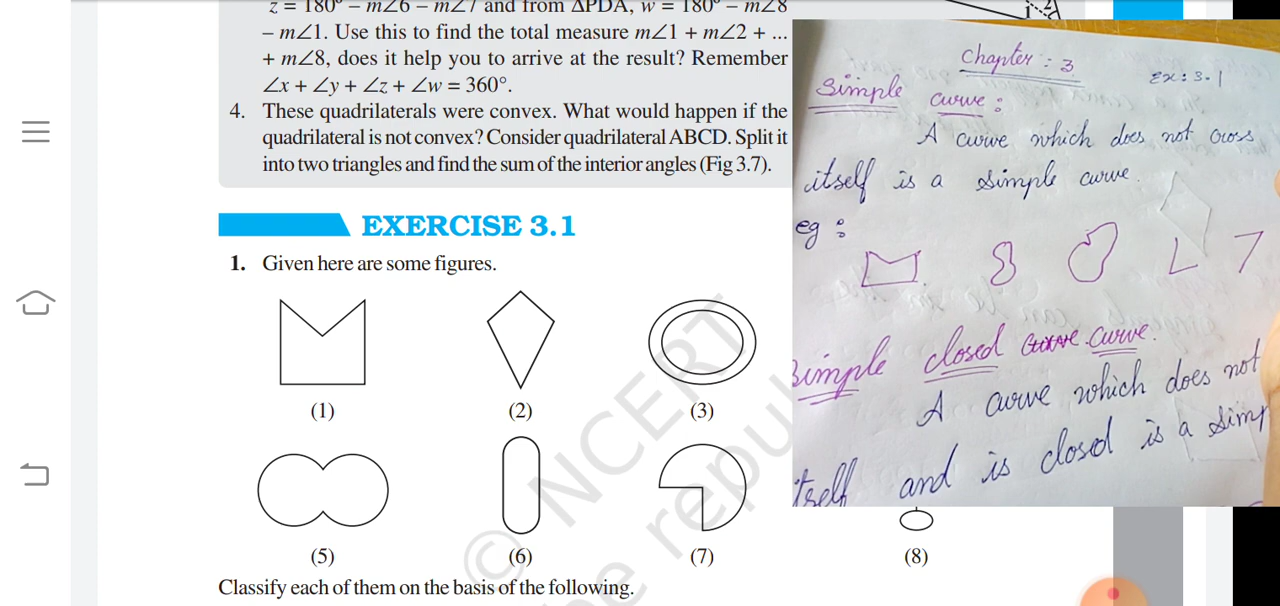 z = 180° – m∠6 – m∠7 and from ΔPDA, w = 180° – m∠8
– m∠1. Use this to find the total measure m∠1 + m∠2 + ...
+ m∠8, does it help you to arrive at the result? Remember
∠x + ∠y + ∠z + ∠w = 360°.
4. These quadrilaterals were convex. What would happen if the
quadrilateral is not convex? Consider quadrilateral ABCD. Split it
into two triangles and find the sum of the interior angles (Fig 3.7).
EXERCISE 3.1
1. Given here are some figures.
(1) (2) (3)
(5) (6) (7) (8)
Classify each of them on the basis of the following.
© NCERT
the repu
1 2
Chapter : 3
Ex : 3.1
Simple curve :
A curve which does not cross
itself is a simple curve.
eg :
Simple closed curve.
A curve which does not
itself and is closed is a simp